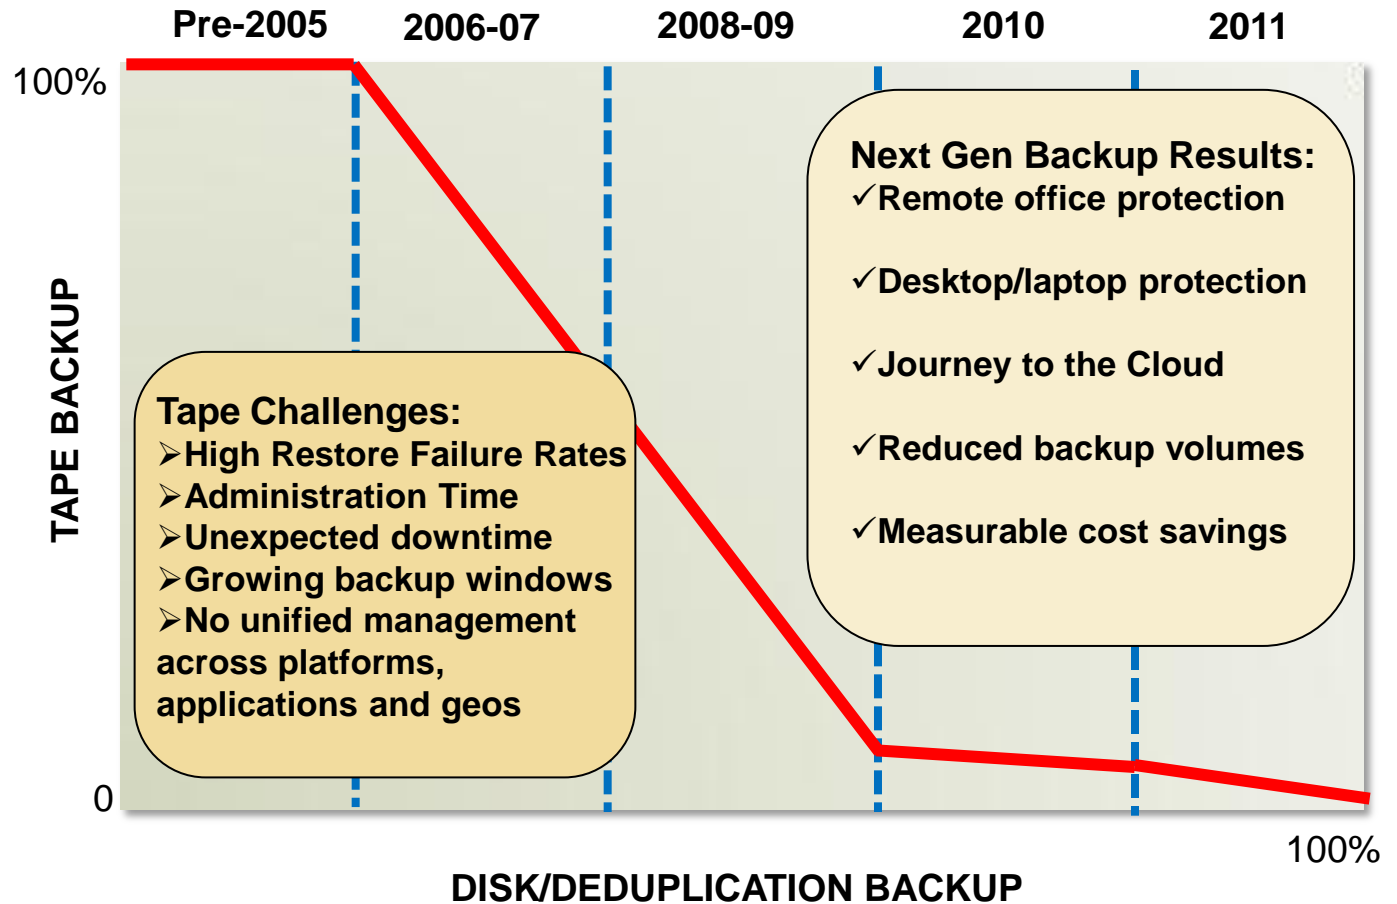 Pre-2005
2006-07
2008-09
2010
2011
100%
TAPE BACKUP
Next Gen Backup Results:
✓Remote office protection
✓Desktop/laptop protection
✓Journey to the Cloud
✓Reduced backup volumes
✓Measurable cost savings
Tape Challenges:
➢High Restore Failure Rates
➢Administration Time
➢Unexpected downtime
➢Growing backup windows
➢No unified management
across platforms,
applications and geos
0
100%
DISK/DEDUPLICATION BACKUP